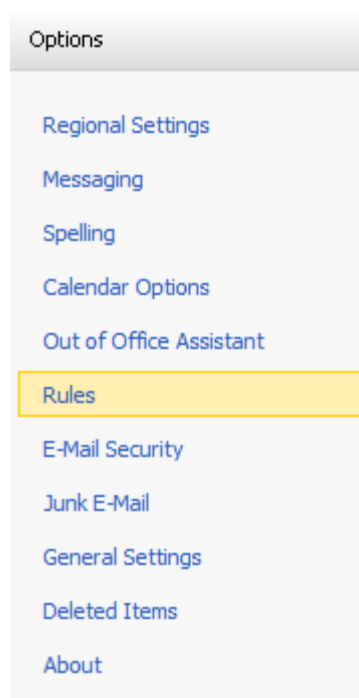 Options
Regional Settings
Messaging
Spelling
Calendar Options
Out of Office Assistant
Rules
E-Mail Security
Junk E-Mail
General Settings
Deleted Items
About